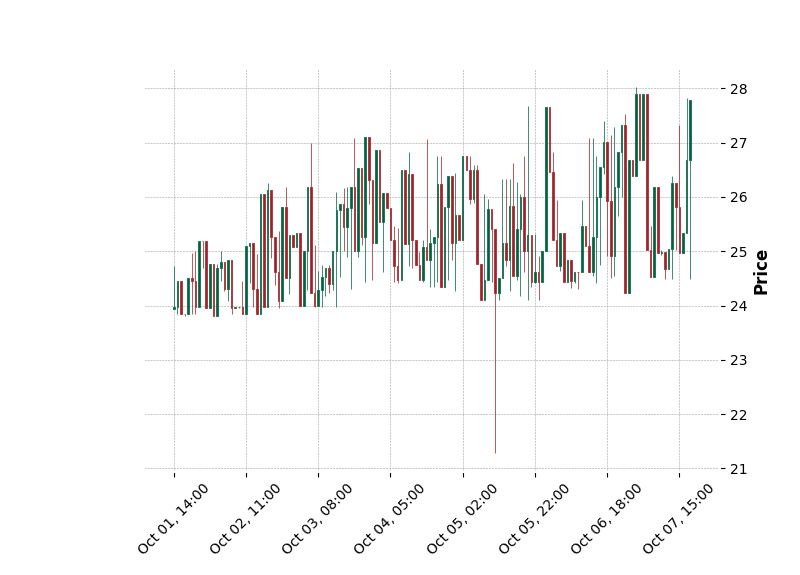 28
27
26
25
24
23
22
21
Price
Oct 01, 14:00
Oct 02, 11:00
Oct 03, 08:00
Oct 04, 05:00
Oct 05, 02:00
Oct 05, 22:00
Oct 06, 18:00
Oct 07, 15:00